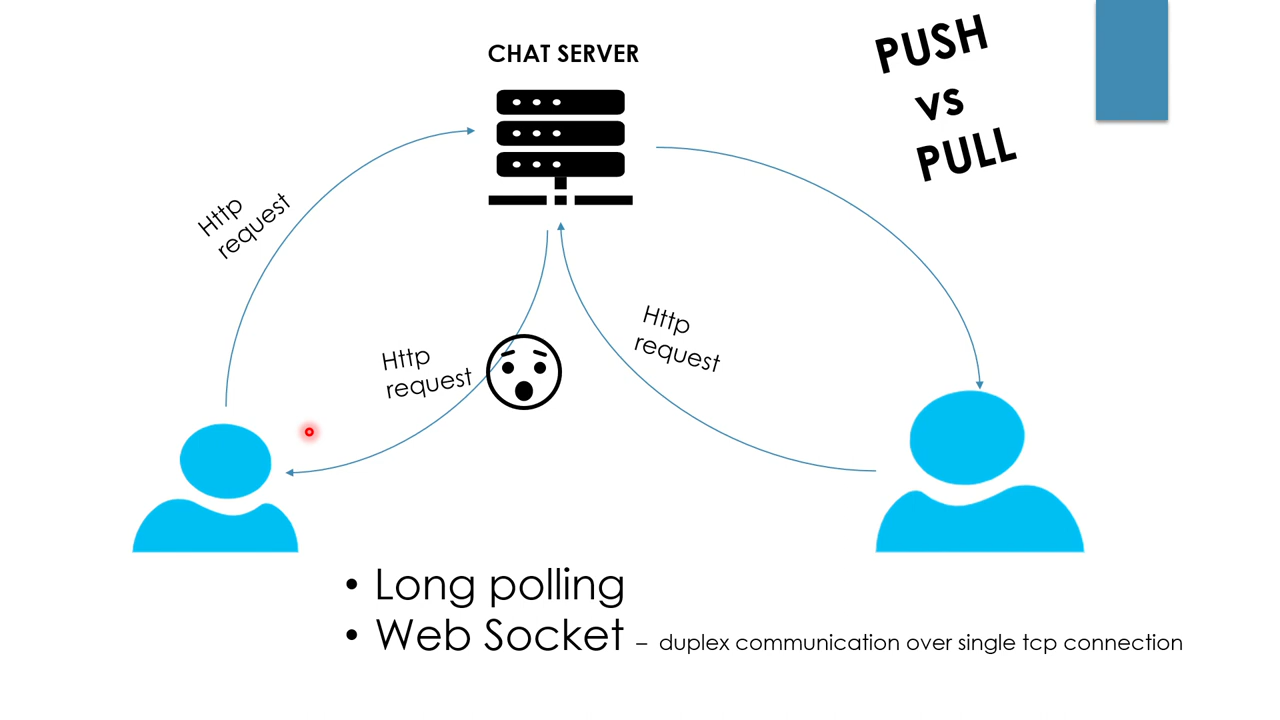 CHAT SERVER
PUSH
vs
PULL
Http
request
Http
request
Http
request
• Long polling
• Web Socket – duplex communication over single tcp connection